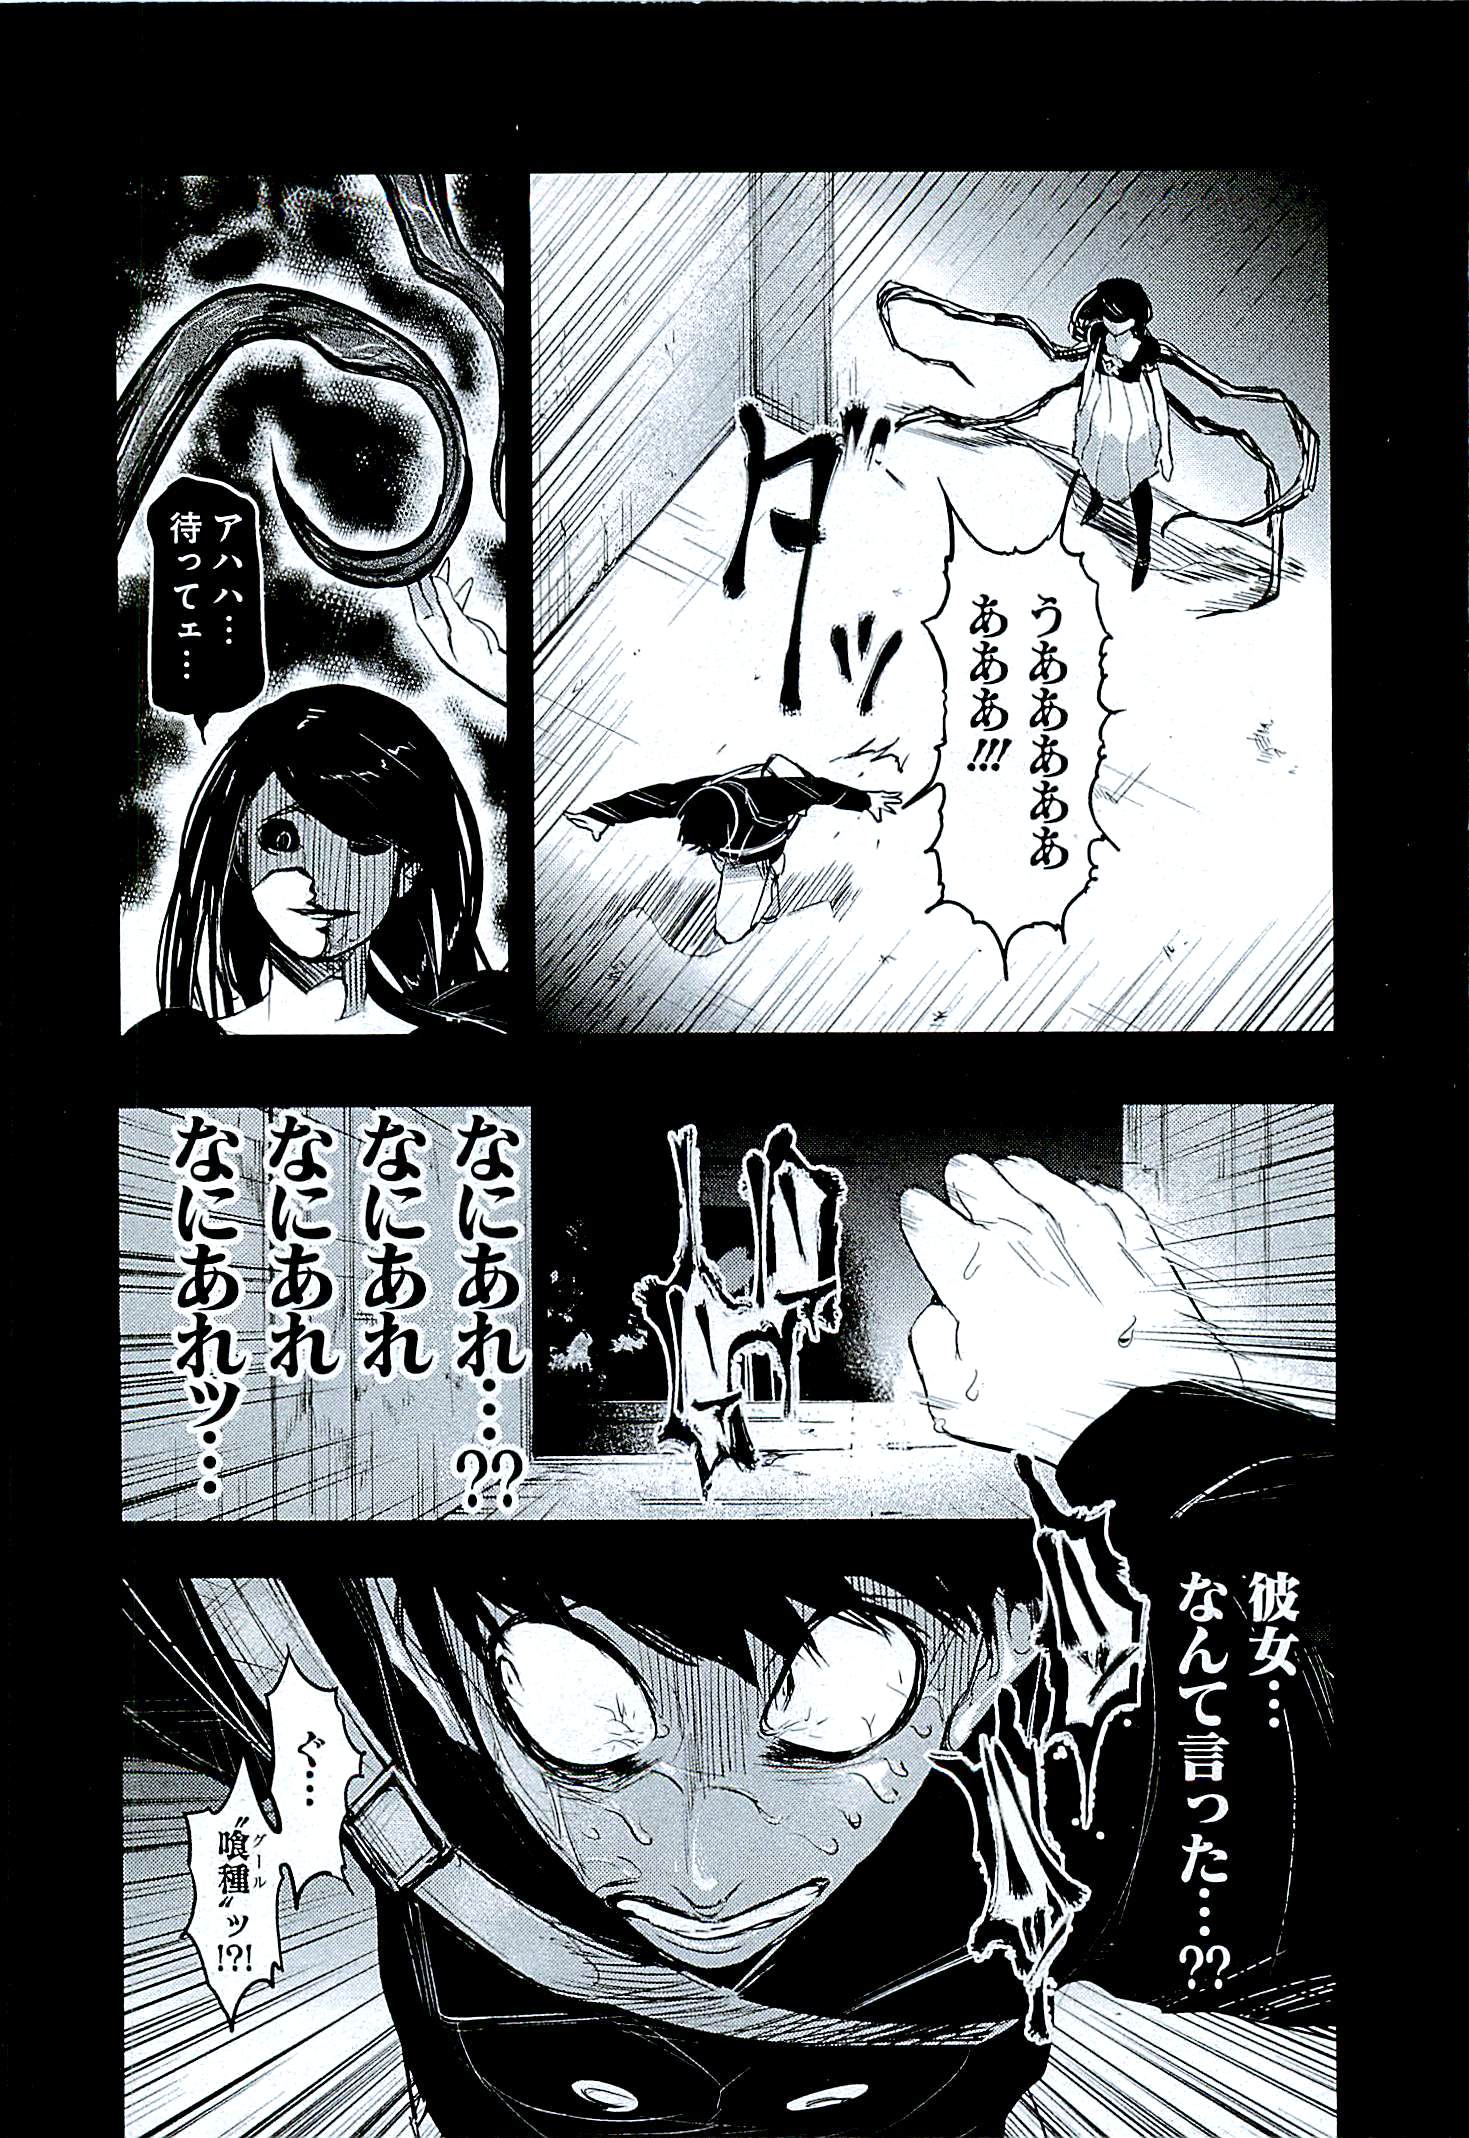 うああああああ
あああ!!!
ダダッ
アハハ…
待ってェ…
なにあれ…??
なにあれ
なにあれ
なにあれッ…
彼女…
なんて言った…??
ぐ…
グール
〝喰種〟ッ!?!